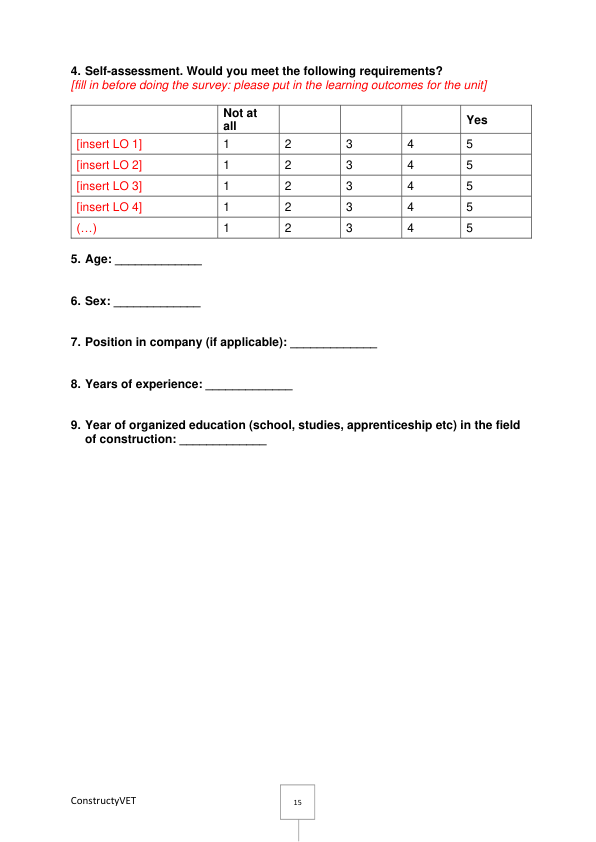 4. Self-assessment. Would you meet the following requirements?
[fill in before doing the survey: please put in the learning outcomes for the unit]
Not at all Yes
[insert LO 1] 1 2 3 4 5
[insert LO 2] 1 2 3 4 5
[insert LO 3] 1 2 3 4 5
[insert LO 4] 1 2 3 4 5
(…) 1 2 3 4 5
5. Age: _____________
6. Sex: _____________
7. Position in company (if applicable): _____________
8. Years of experience: _____________
9. Year of organized education (school, studies, apprenticeship etc) in the field
of construction: _____________
ConstructyVET
15